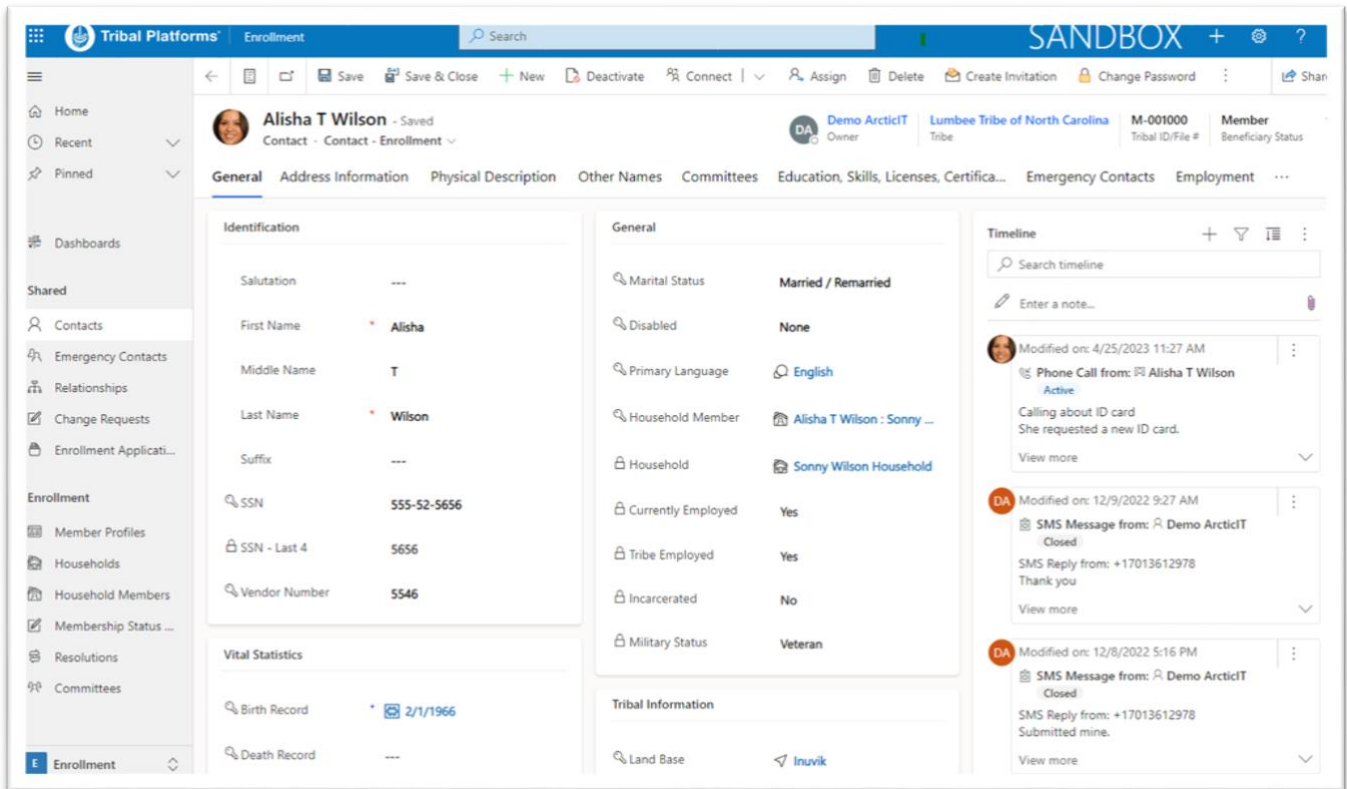 Tribal Platforms® Enrollment Search SANDBOX + ?
Save Save & Close New Deactivate Connect Assign Delete Create Invitation Change Password Shar
Home
Recent
Pinned
Dashboards
Shared
Contacts
Emergency Contacts
Relationships
Change Requests
Enrollment Applicati...
Enrollment
Member Profiles
Households
Household Members
Membership Status ...
Resolutions
Committees
E Enrollment
Alisha T Wilson - Saved
Contact · Contact - Enrollment
DA Demo ArcticIT
Owner
Lumbee Tribe of North Carolina
Tribe
M-001000
Tribal ID/File #
Member
Beneficiary Status
General Address Information Physical Description Other Names Committees Education, Skills, Licenses, Certifica... Emergency Contacts Employment ...
Identification
Salutation ---
First Name * Alisha
Middle Name T
Last Name * Wilson
Suffix ---
SSN 555-52-5656
SSN - Last 4 5656
Vendor Number 5546
Vital Statistics
Birth Record * 2/1/1966
Death Record ---
General
Marital Status Married / Remarried
Disabled None
Primary Language English
Household Member Alisha T Wilson : Sonny ...
Household Sonny Wilson Household
Currently Employed Yes
Tribe Employed Yes
Incarcerated No
Military Status Veteran
Tribal Information
Land Base Inuvik
Timeline
Search timeline
Enter a note...
Modified on: 4/25/2023 11:27 AM
Phone Call from: Alisha T Wilson
Active
Calling about ID card
She requested a new ID card.
View more
DA Modified on: 12/9/2022 9:27 AM
SMS Message from: Demo ArcticIT
Closed
SMS Reply from: +17013612978
Thank you
View more
DA Modified on: 12/8/2022 5:16 PM
SMS Message from: Demo ArcticIT
Closed
SMS Reply from: +17013612978
Submitted mine.
View more